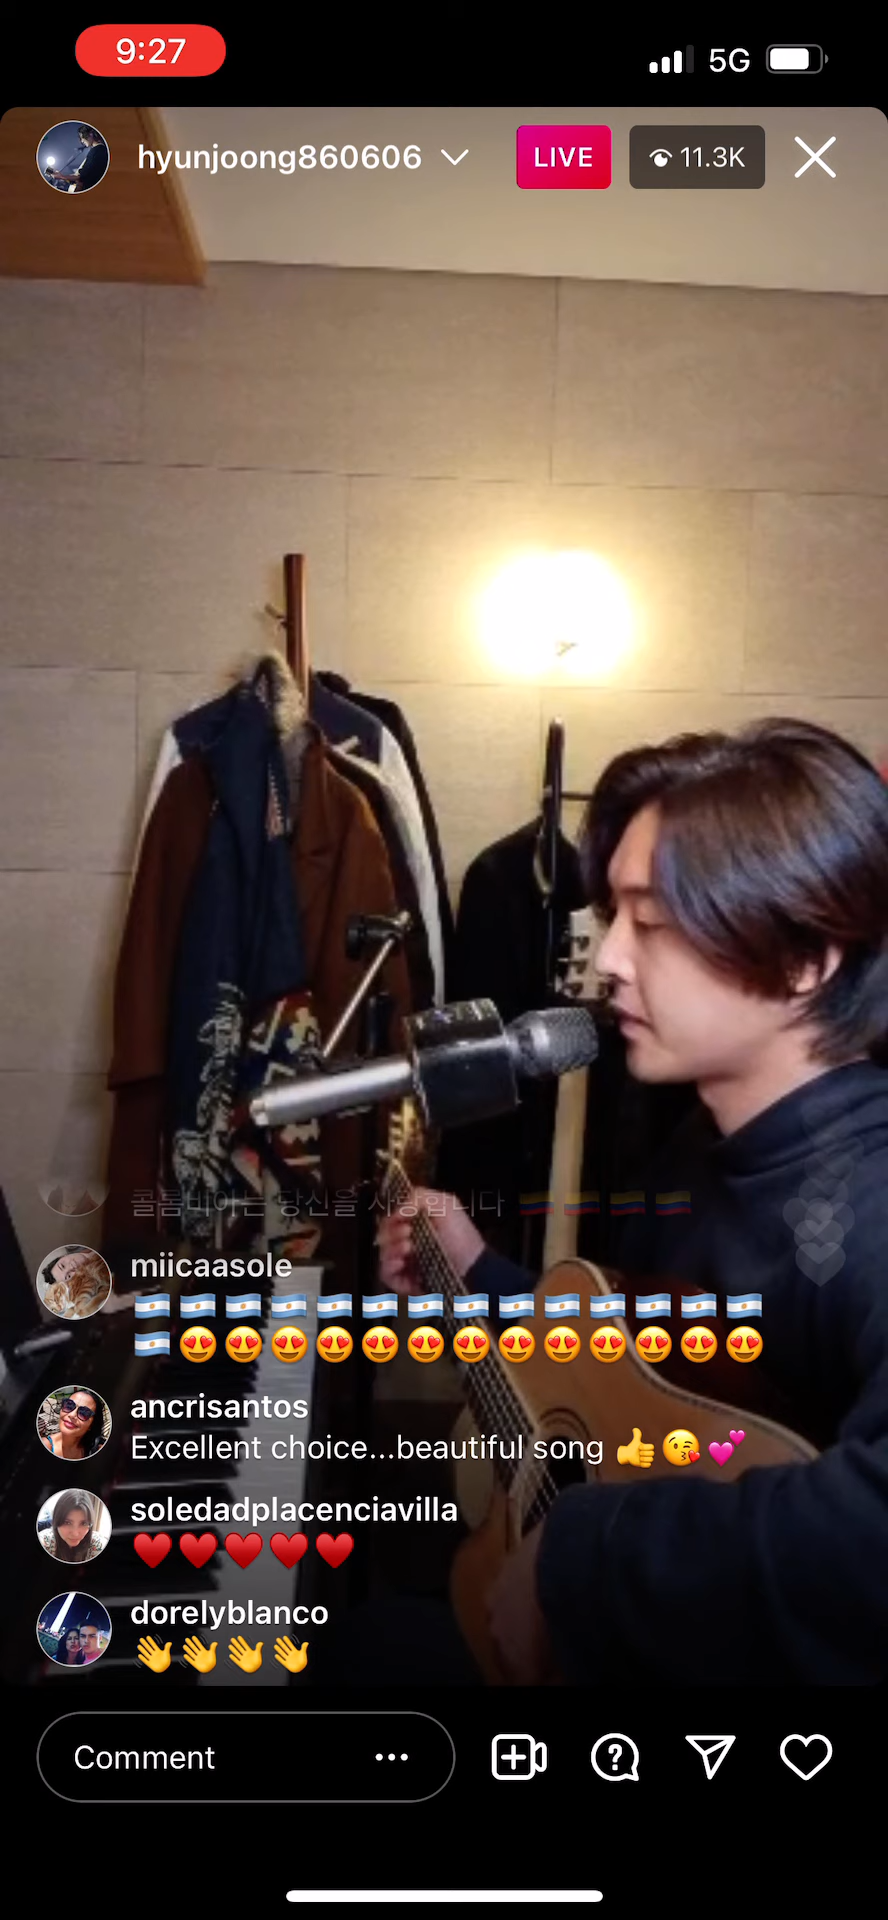 9:27
5G
hyunjoong860606
LIVE
11.3K
콜롬비아는 당신을 사랑합니다 🇨🇴🇨🇴🇨🇴🇨🇴
miicaasole
🇦🇷🇦🇷🇦🇷🇦🇷🇦🇷🇦🇷🇦🇷🇦🇷🇦🇷🇦🇷🇦🇷🇦🇷🇦🇷🇦🇷
🇦🇷😍😍😍😍😍😍😍😍😍😍😍😍😍
ancrisantos
Excellent choice...beautiful song 👍😘💕
soledadplacenciavilla
❤️❤️❤️❤️❤️
dorelyblanco
👋👋👋👋
Comment